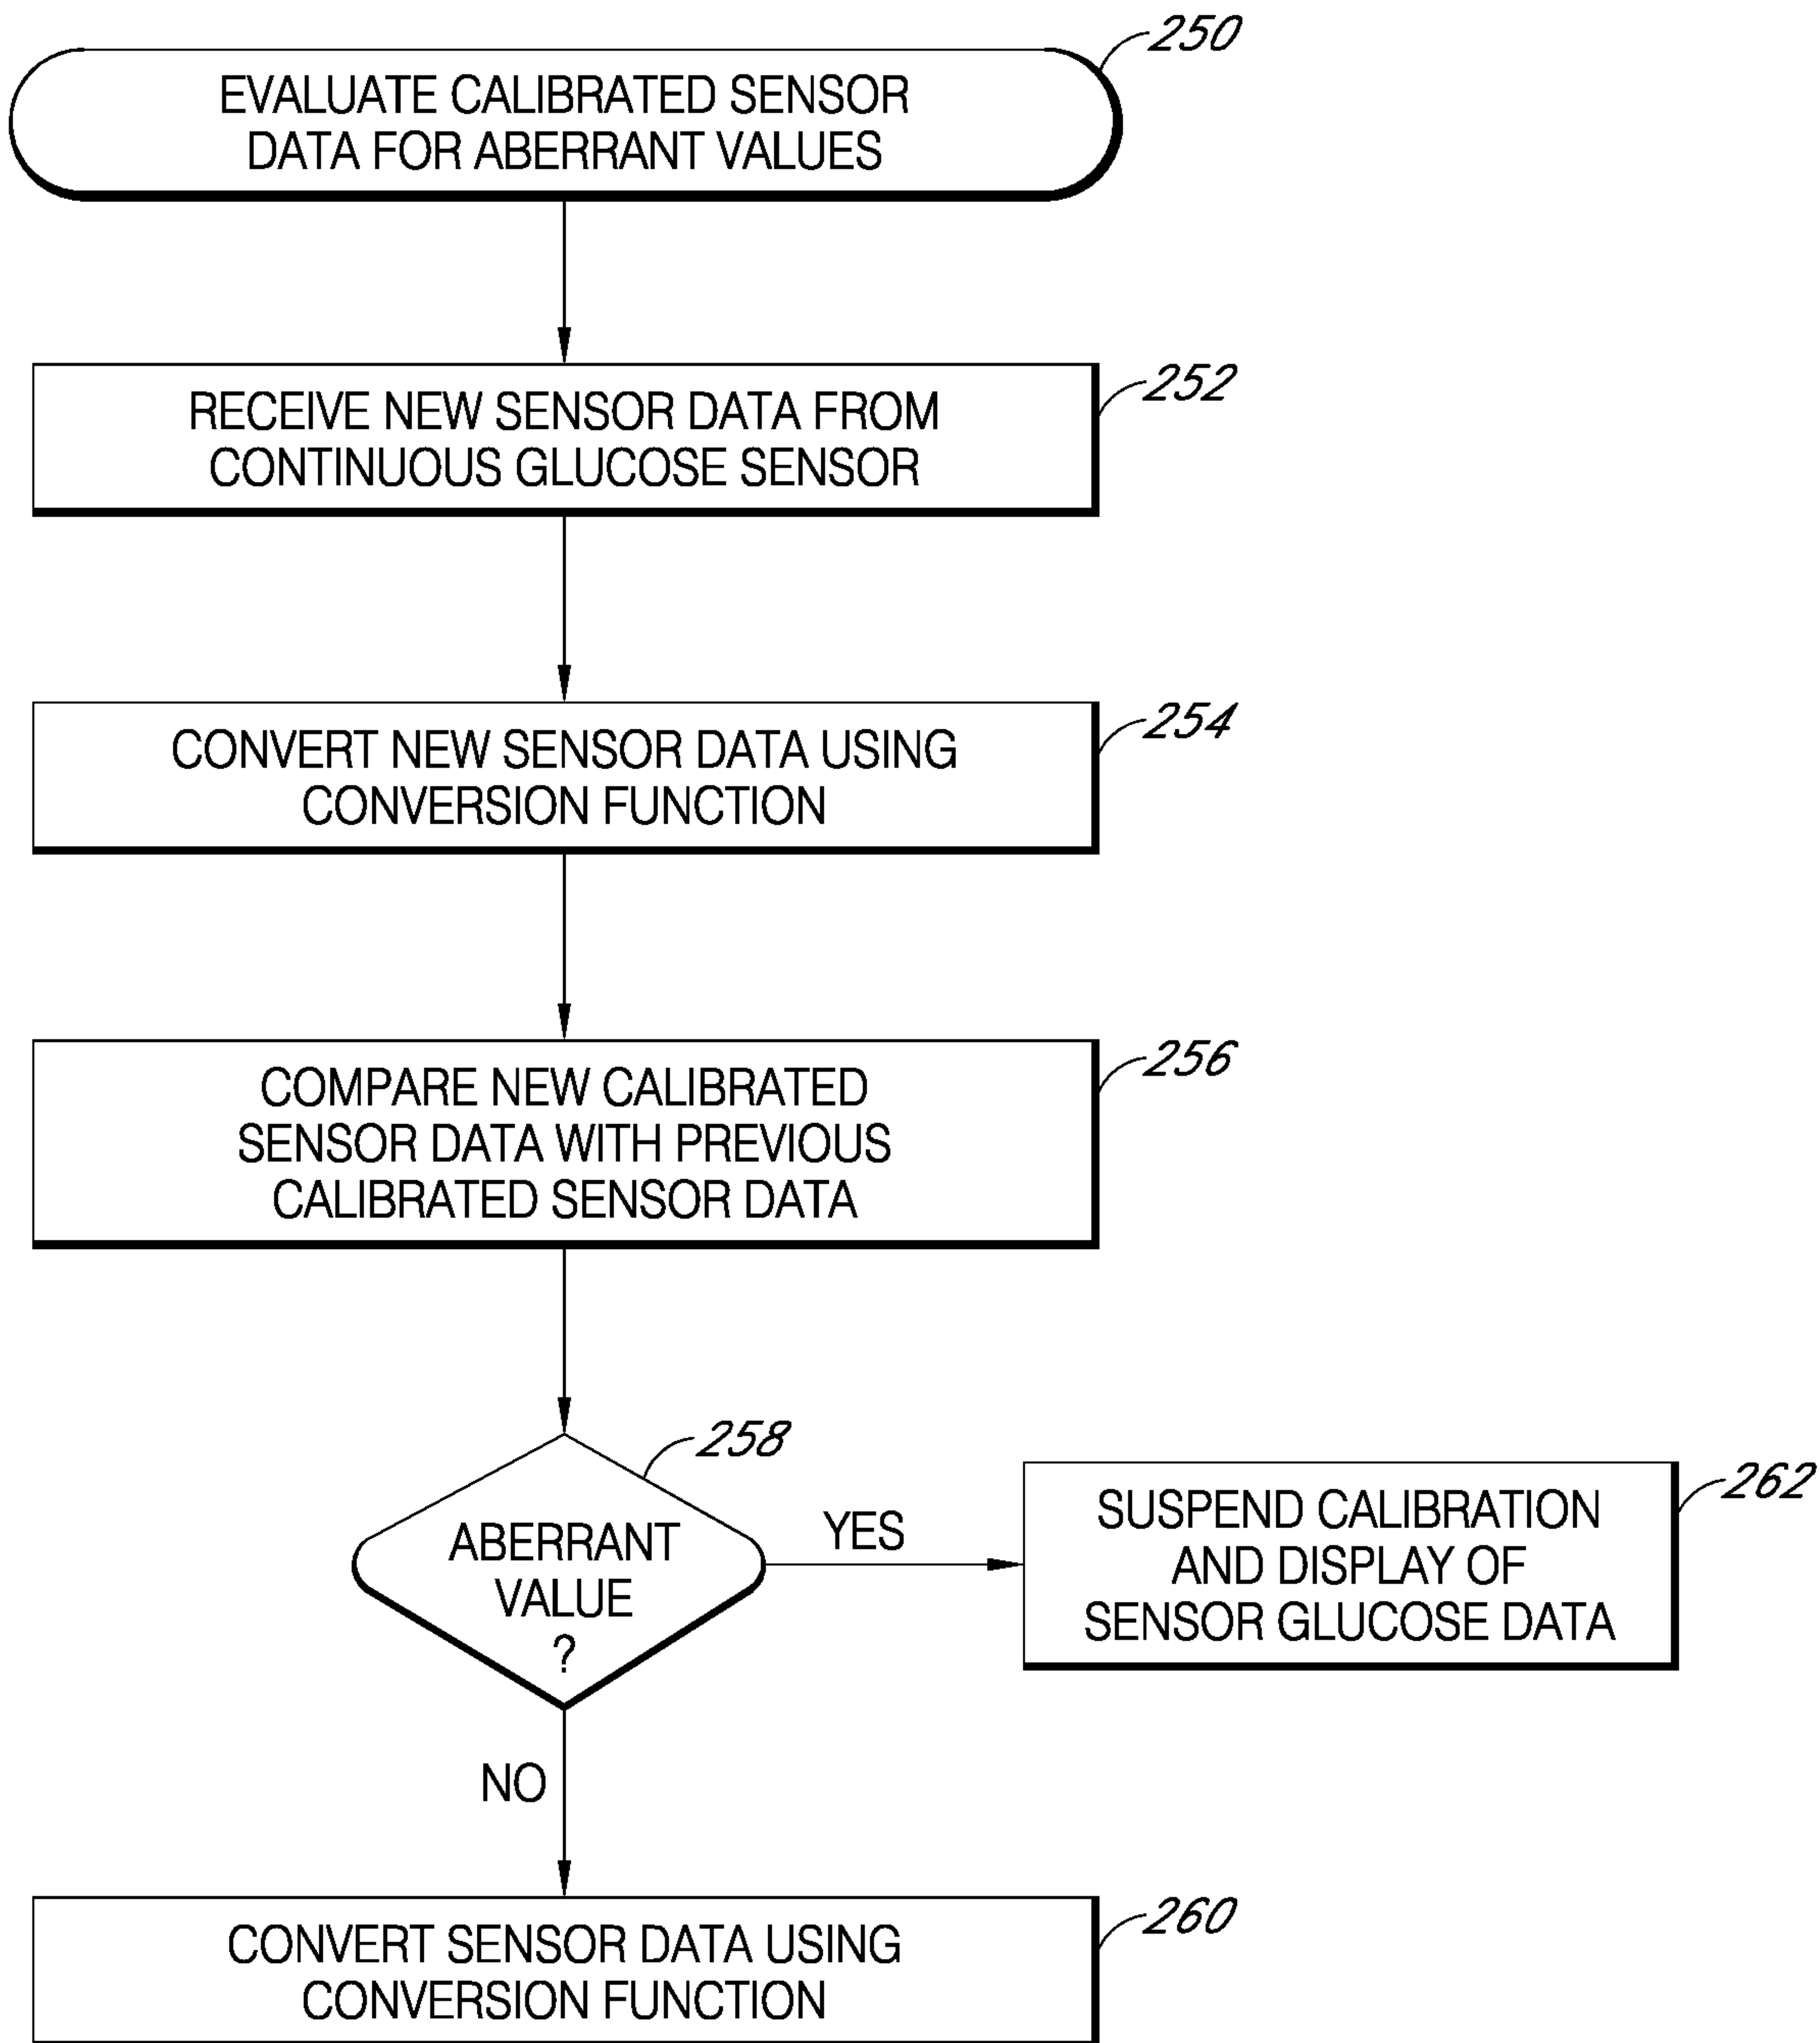 250
EVALUATE CALIBRATED SENSOR
DATA FOR ABERRANT VALUES
252
RECEIVE NEW SENSOR DATA FROM
CONTINUOUS GLUCOSE SENSOR
254
CONVERT NEW SENSOR DATA USING
CONVERSION FUNCTION
256
COMPARE NEW CALIBRATED
SENSOR DATA WITH PREVIOUS
CALIBRATED SENSOR DATA
258
ABERRANT
VALUE
?
YES
262
SUSPEND CALIBRATION
AND DISPLAY OF
SENSOR GLUCOSE DATA
NO
260
CONVERT SENSOR DATA USING
CONVERSION FUNCTION